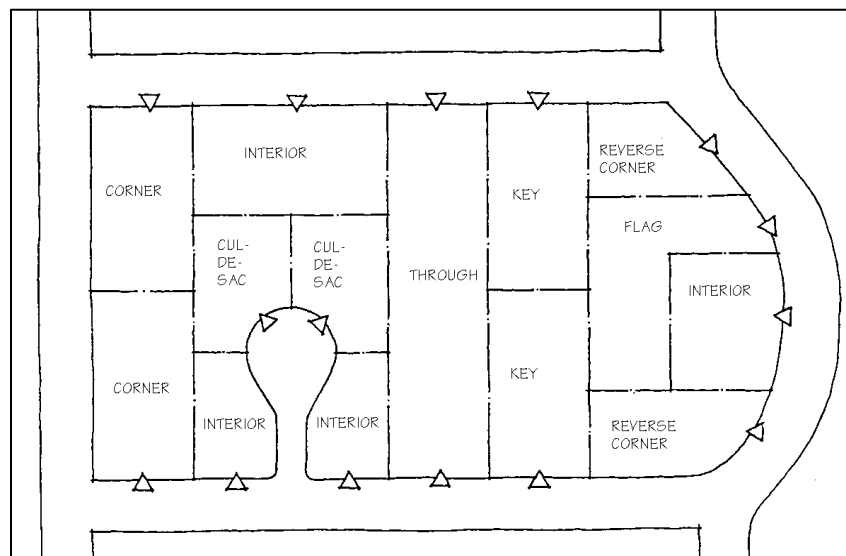 INTERIOR
REVERSE
CORNER
CORNER
KEY
FLAG
CUL-
DE-
SAC
CUL-
DE-
SAC
THROUGH
INTERIOR
CORNER
KEY
INTERIOR
INTERIOR
REVERSE
CORNER